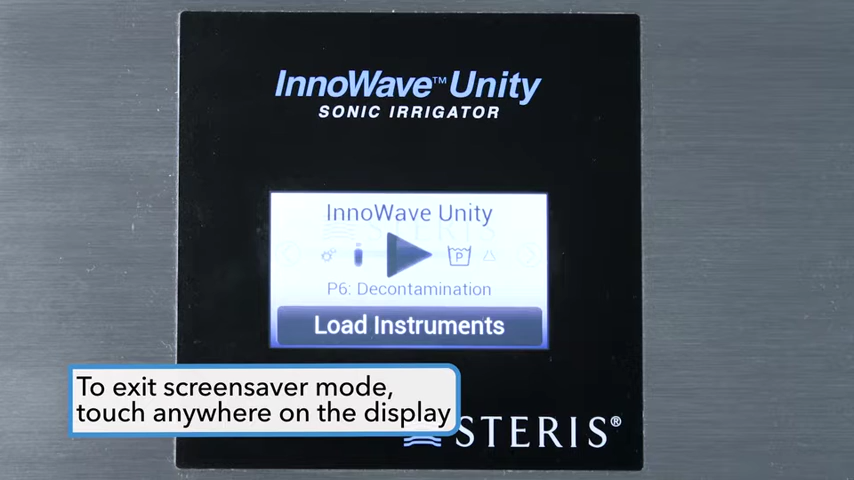 InnoWave™ Unity
SONIC IRRIGATOR
InnoWave Unity
STERIS
P
P6: Decontamination
Load Instruments
To exit screensaver mode,
touch anywhere on the display
STERIS®